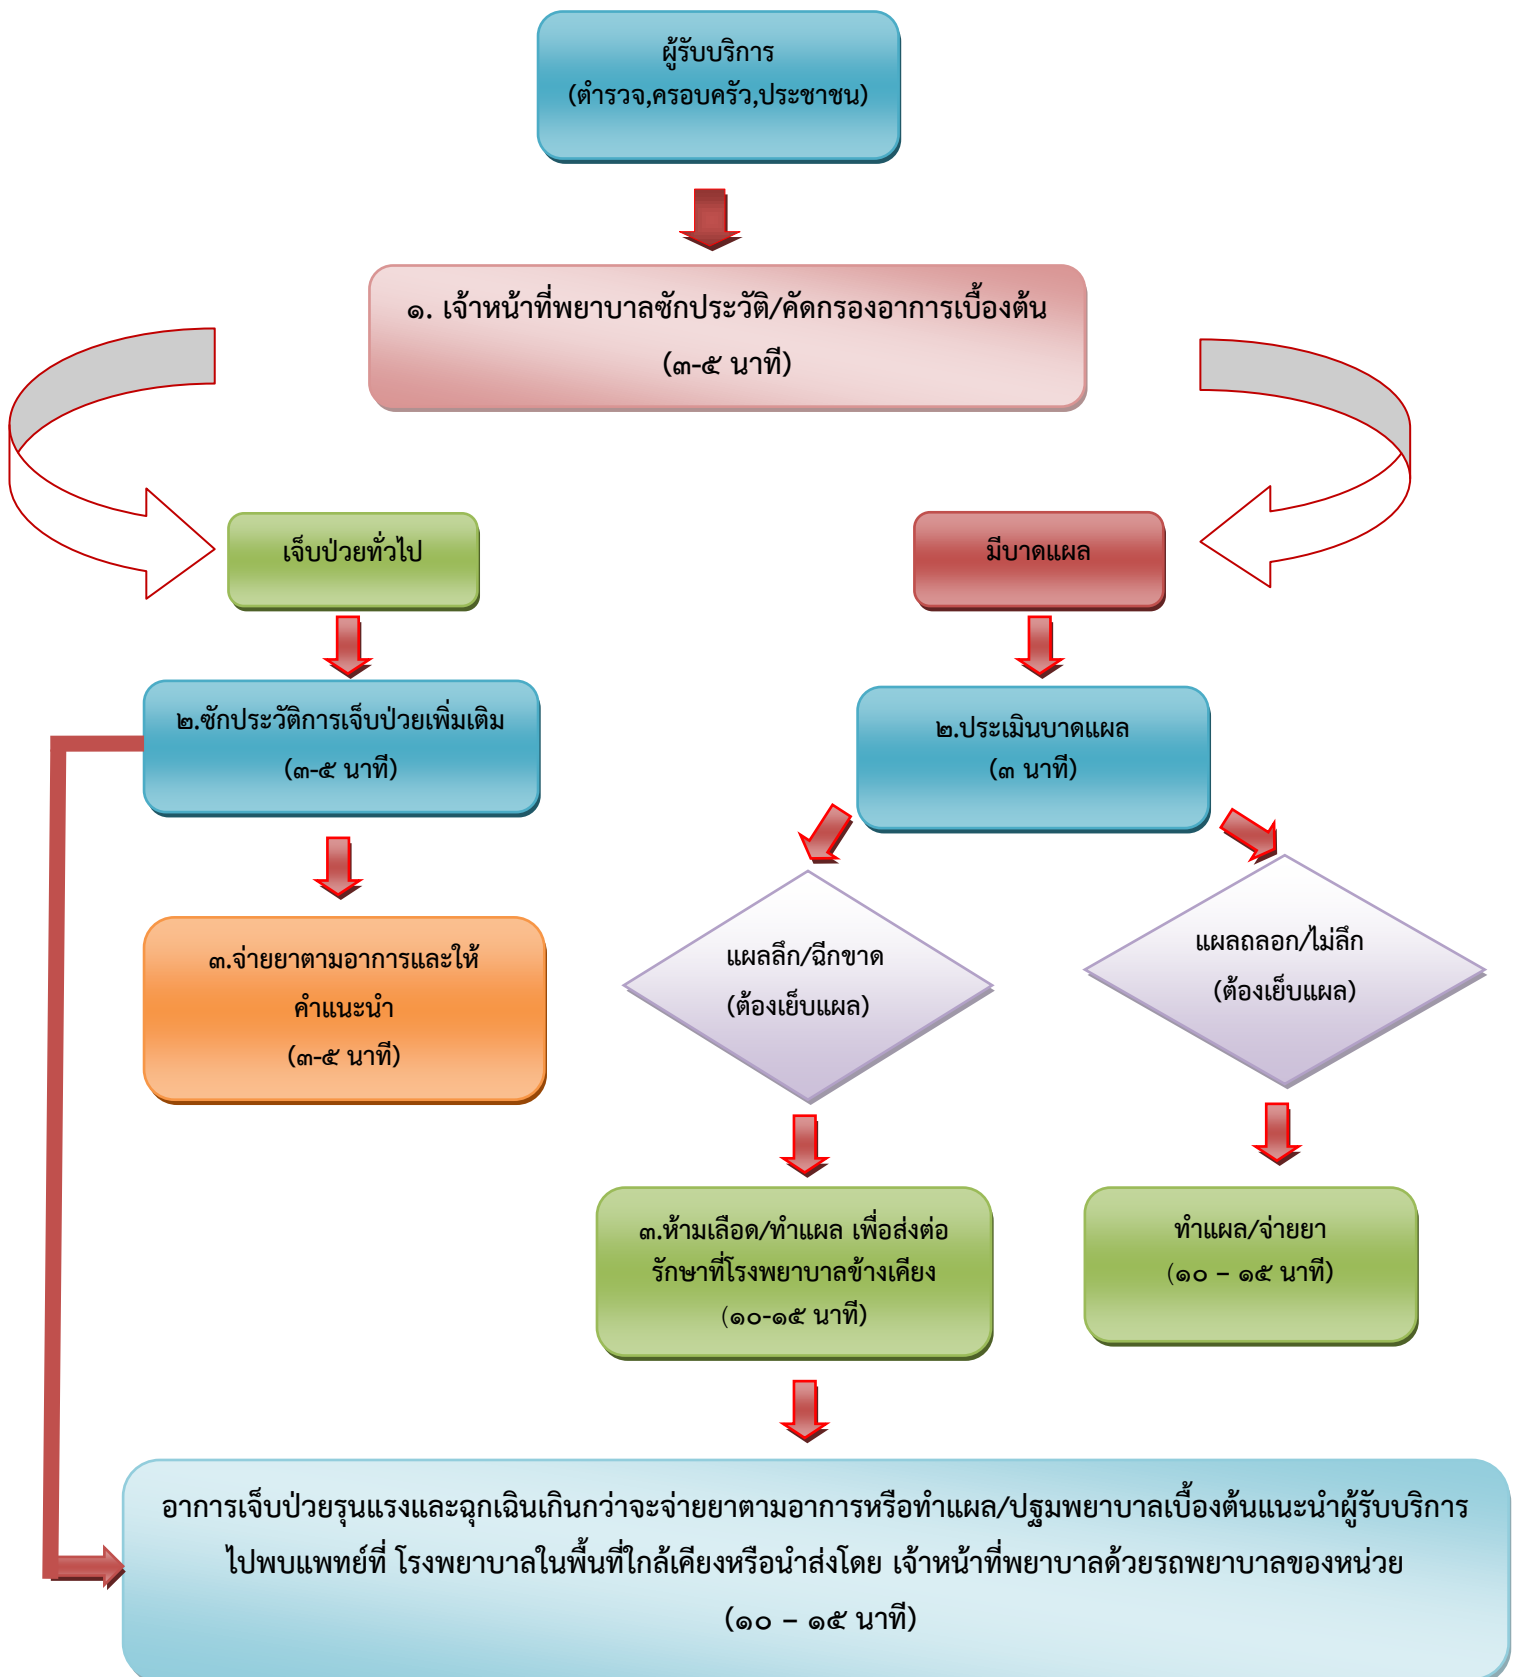 ผู้รับบริการ
(ตำรวจ,ครอบครัว,ประชาชน)
๑. เจ้าหน้าที่พยาบาลซักประวัติ/คัดกรองอาการเบื้องต้น
(๓-๕ นาที)
เจ็บป่วยทั่วไป
มีบาดแผล
๒.ซักประวัติการเจ็บป่วยเพิ่มเติม
(๓-๕ นาที)
๒.ประเมินบาดแผล
(๓ นาที)
๓.จ่ายยาตามอาการและให้
คำแนะนำ
(๓-๕ นาที)
แผลลึก/ฉีกขาด
(ต้องเย็บแผล)
แผลถลอก/ไม่ลึก
(ต้องเย็บแผล)
๓.ห้ามเลือด/ทำแผล เพื่อส่งต่อ
รักษาที่โรงพยาบาลข้างเคียง
(๑๐-๑๕ นาที)
ทำแผล/จ่ายยา
(๑๐ – ๑๕ นาที)
อาการเจ็บป่วยรุนแรงและฉุกเฉินเกินกว่าจะจ่ายยาตามอาการหรือทำแผล/ปฐมพยาบาลเบื้องต้นแนะนำผู้รับบริการ
ไปพบแพทย์ที่ โรงพยาบาลในพื้นที่ใกล้เคียงหรือนำส่งโดย เจ้าหน้าที่พยาบาลด้วยรถพยาบาลของหน่วย
(๑๐ – ๑๕ นาที)